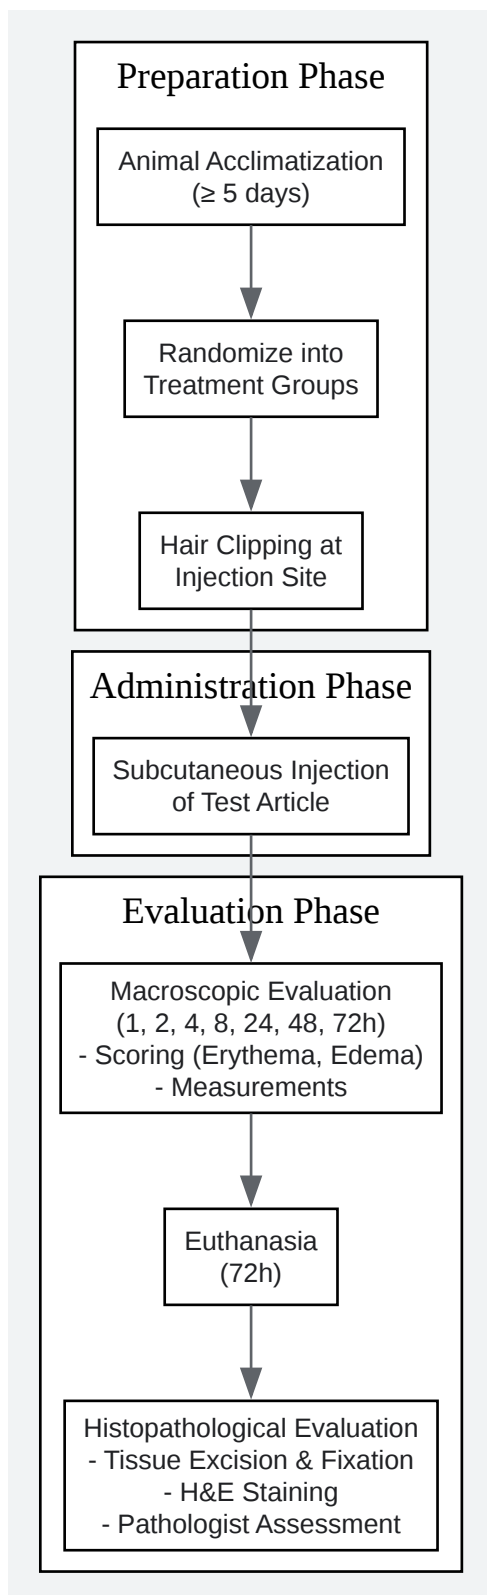 Preparation Phase
Animal Acclimatization
(≥ 5 days)
Randomize into
Treatment Groups
Hair Clipping at
Injection Site
Administration Phase
Subcutaneous Injection
of Test Article
Evaluation Phase
Macroscopic Evaluation
(1, 2, 4, 8, 24, 48, 72h)
- Scoring (Erythema, Edema)
- Measurements
Euthanasia
(72h)
Histopathological Evaluation
- Tissue Excision & Fixation
- H&E Staining
- Pathologist Assessment